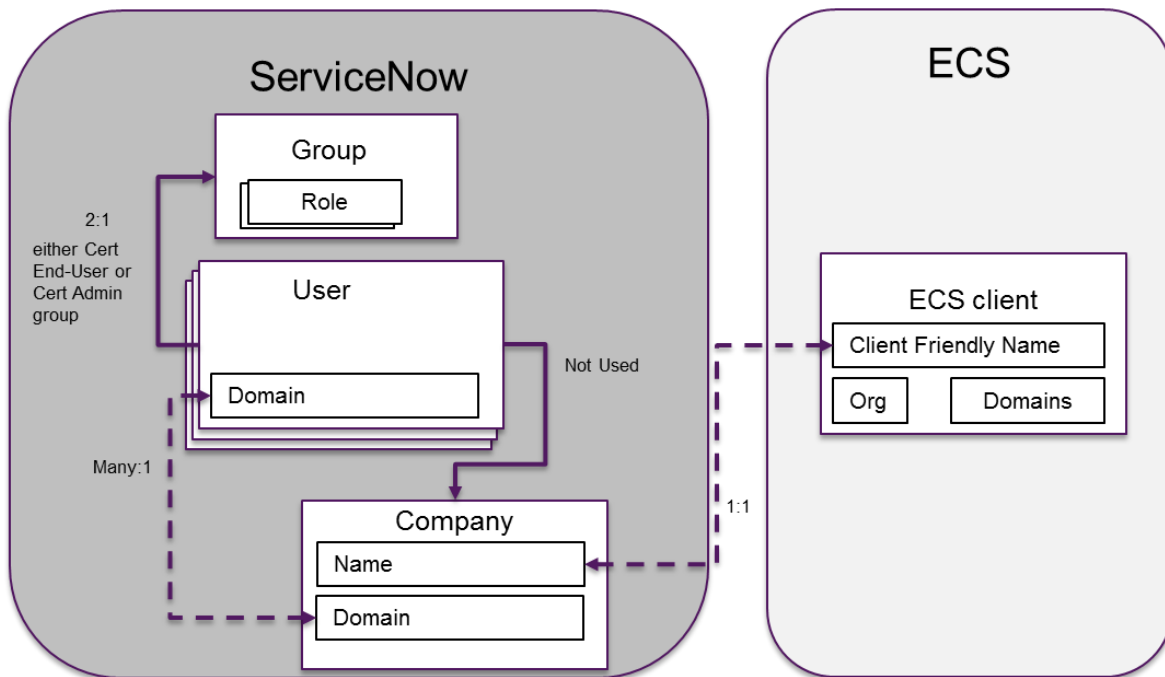 ServiceNow
ECS
Group
Role
2:1
either Cert
End-User or
Cert Admin
group
User
Domain
Not Used
Many:1
Company
Name
Domain
1:1
ECS client
Client Friendly Name
Org
Domains